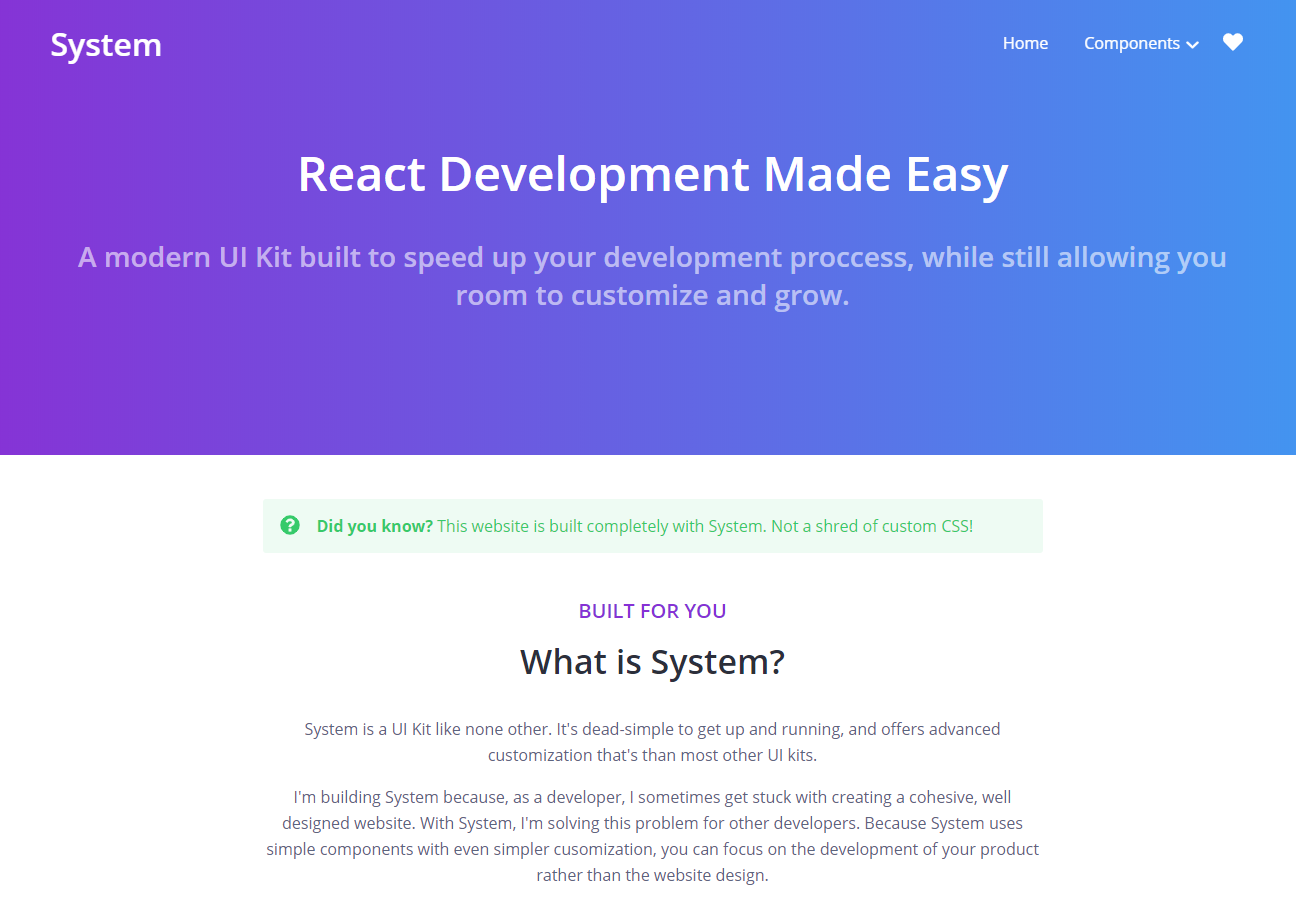 System
Home
Components
React Development Made Easy
A modern UI Kit built to speed up your development proccess, while still allowing you
room to customize and grow.
Did you know? This website is built completely with System. Not a shred of custom CSS!
BUILT FOR YOU
What is System?
System is a UI Kit like none other. It's dead-simple to get up and running, and offers advanced
customization that's than most other UI kits.
I'm building System because, as a developer, I sometimes get stuck with creating a cohesive, well
designed website. With System, I'm solving this problem for other developers. Because System uses
simple components with even simpler cusomization, you can focus on the development of your product
rather than the website design.